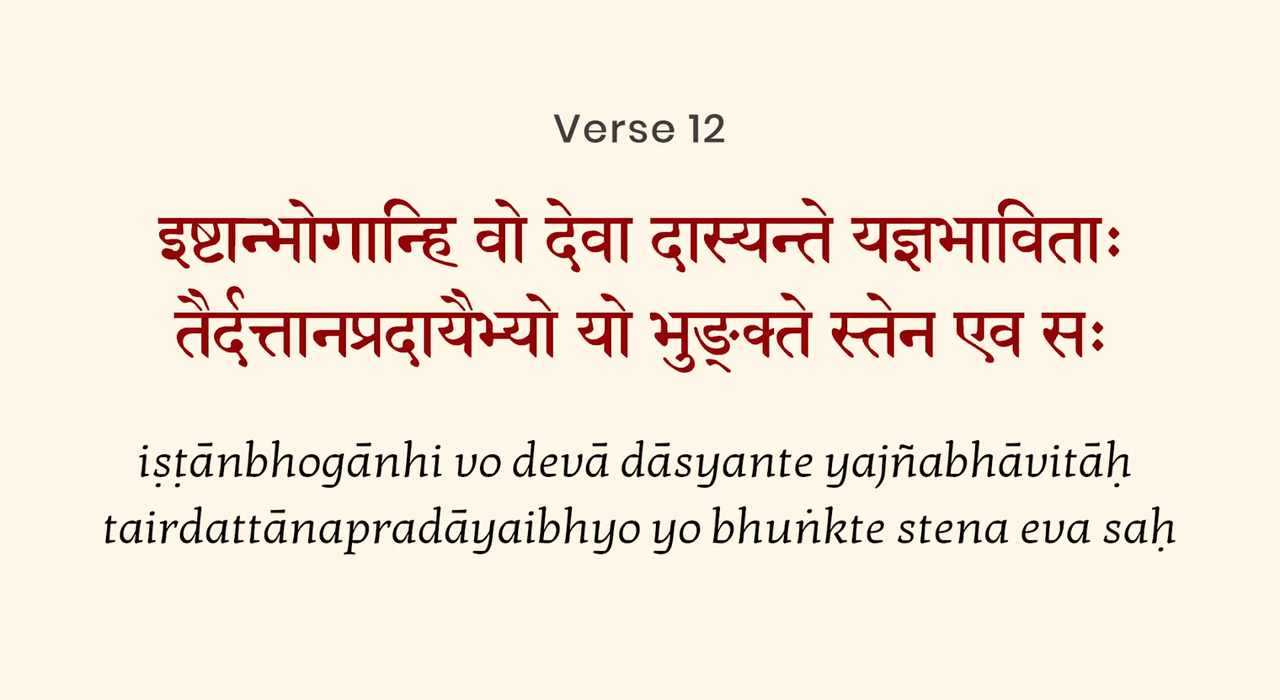 Verse 12
इष्टान्भोगान्हि वो देवा दास्यन्ते यज्ञभाविताः
तैर्दत्तानप्रदायैभ्यो यो भुङ्क्ते स्तेन एव सः
iṣṭānbhogānhi vo devā dāsyante yajñabhāvitāḥ
tairdattānapradāyaibhyo yo bhuṅkte stena eva saḥ